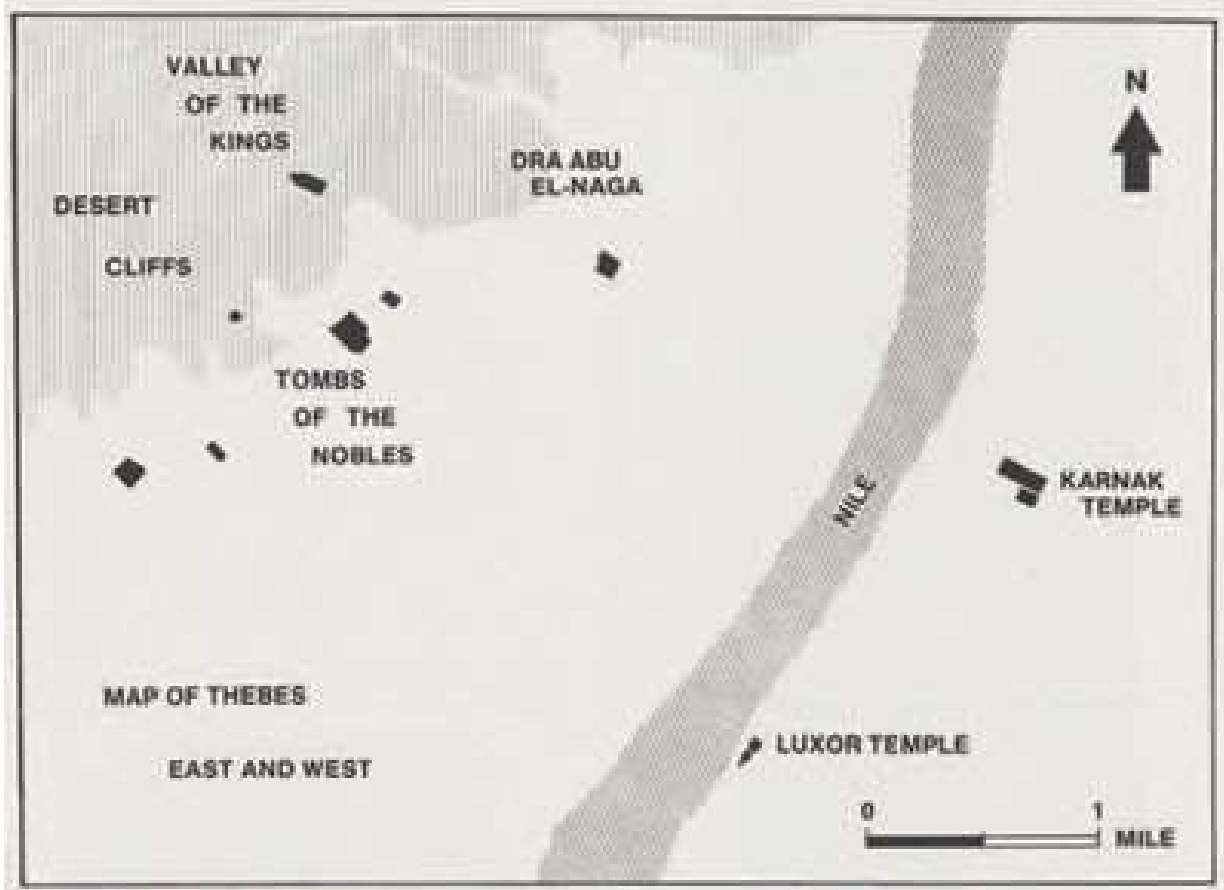 VALLEY
OF THE
KINGS
N
DRA ABU
EL-NAGA
DESERT
CLIFFS
TOMBS
OF THE
NOBLES
NILE
KARNAK
TEMPLE
MAP OF THEBES
EAST AND WEST
LUXOR TEMPLE
0 1
MILE